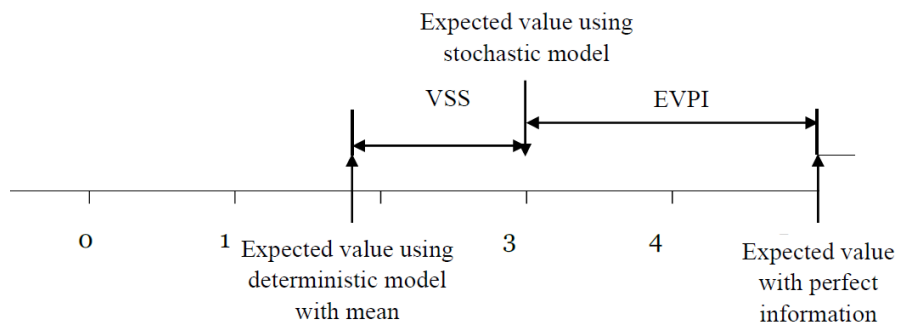 Expected value using
stochastic model
VSS
EVPI
0
1
3
4
Expected value using
deterministic model
with mean
Expected value
with perfect
information